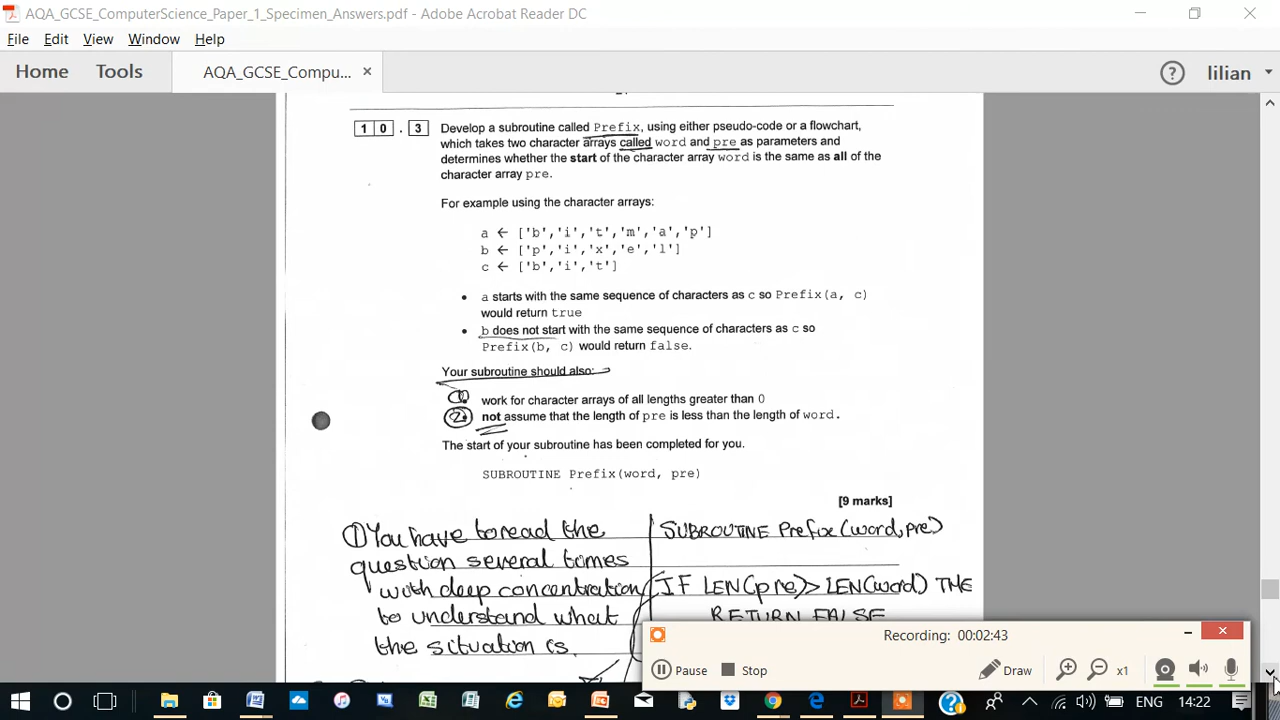 AQA_GCSE_ComputerScience_Paper_1_Specimen_Answers.pdf - Adobe Acrobat Reader DC
File Edit View Window Help
Home Tools AQA_GCSE_Compu... × ? lilian
1 0 . 3 Develop a subroutine called Prefix, using either pseudo-code or a flowchart,
which takes two character arrays called word and pre as parameters and
determines whether the start of the character array word is the same as all of the
character array pre.
For example using the character arrays:
a ← ['b','i','t','m','a','p']
b ← ['p','i','x','e','l']
c ← ['b','i','t']
• a starts with the same sequence of characters as c so Prefix(a, c)
would return true
• b does not start with the same sequence of characters as c so
Prefix(b, c) would return false.
Your subroutine should also:
1. work for character arrays of all lengths greater than 0
2. not assume that the length of pre is less than the length of word.
The start of your subroutine has been completed for you.
SUBROUTINE Prefix(word, pre)
[9 marks]
① You have to read the
question several times
with deep concentration
to understand what
the situation is.
SUBROUTINE Prefix(word,pre)
IF LEN(pre)> LEN(word) THE
RETURN FALSE
Recording: 00:02:43
Pause Stop Draw x1
14:22